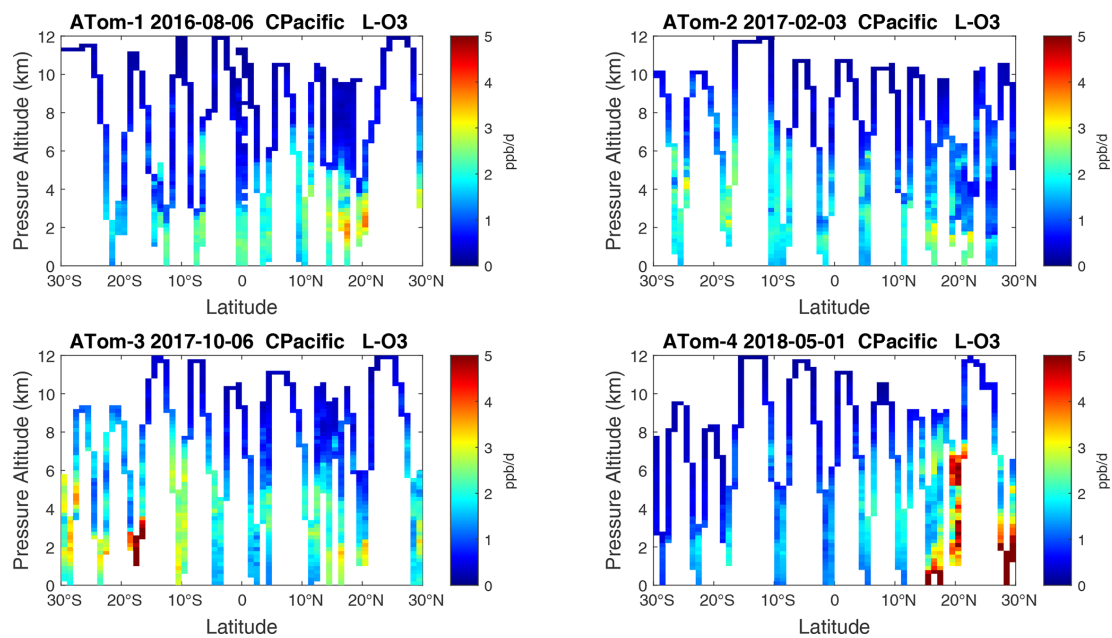 ATom-1 2016-08-06 CPacific L-O3
Pressure Altitude (km)
12
10
8
6
4
2
0
30°S 20°S 10°S 0 10°N 20°N 30°N
Latitude
5
4
3
2
1
0
ppb/d
ATom-2 2017-02-03 CPacific L-O3
Pressure Altitude (km)
12
10
8
6
4
2
0
30°S 20°S 10°S 0 10°N 20°N 30°N
Latitude
5
4
3
2
1
0
ppb/d
ATom-3 2017-10-06 CPacific L-O3
Pressure Altitude (km)
12
10
8
6
4
2
0
30°S 20°S 10°S 0 10°N 20°N 30°N
Latitude
5
4
3
2
1
0
ppb/d
ATom-4 2018-05-01 CPacific L-O3
Pressure Altitude (km)
12
10
8
6
4
2
0
30°S 20°S 10°S 0 10°N 20°N 30°N
Latitude
5
4
3
2
1
0
ppb/d